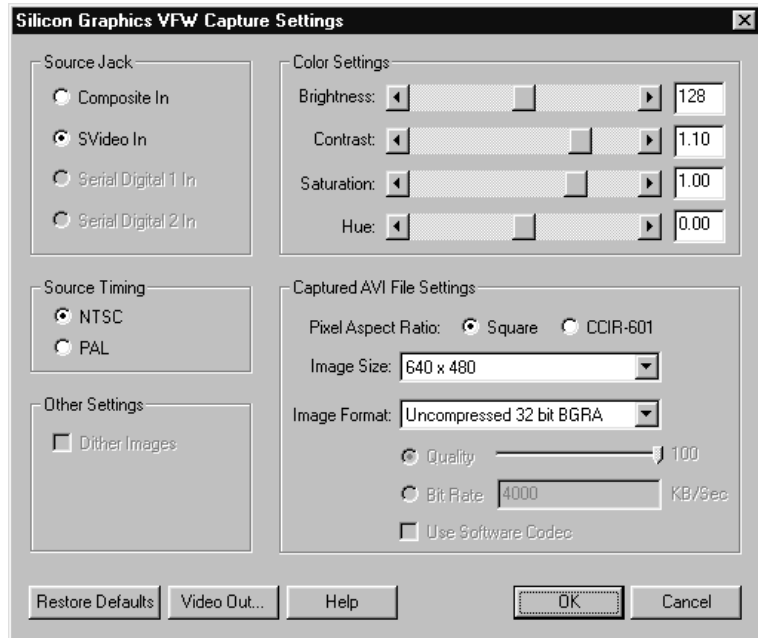 Silicon Graphics VFW Capture Settings
Source Jack
Composite In
SVideo In
Serial Digital 1 In
Serial Digital 2 In
Color Settings
Brightness: 128
Contrast: 1.10
Saturation: 1.00
Hue: 0.00
Source Timing
NTSC
PAL
Other Settings
Dither Images
Captured AVI File Settings
Pixel Aspect Ratio: Square CCIR-601
Image Size: 640 x 480
Image Format: Uncompressed 32 bit BGRA
Quality 100
Bit Rate 4000 KB/Sec
Use Software Codec
Restore Defaults Video Out... Help OK Cancel